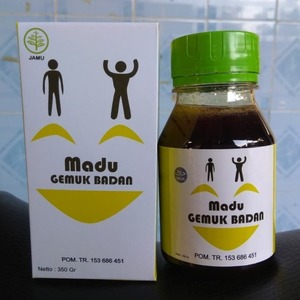 JAMU
Madu
GEMUK BADAN
POM. TR. 153 686 451
Netto : 350 Gr
Madu
GEMUK BADAN
POM. TR. 153 686 451